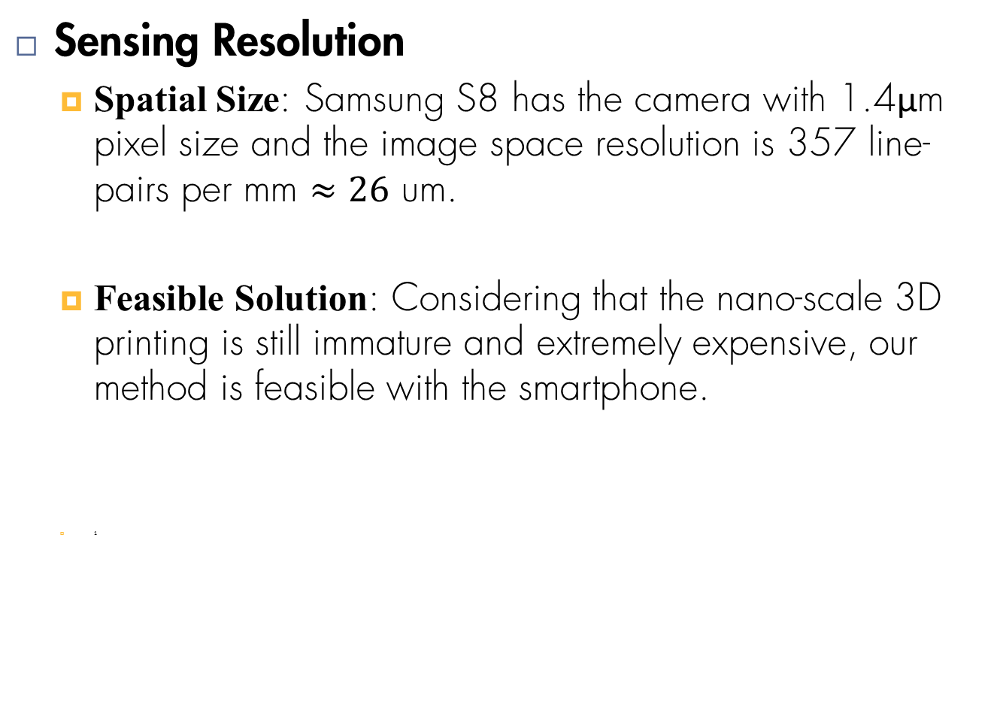 Sensing Resolution
Spatial Size: Samsung S8 has the camera with 1.4μm
pixel size and the image space resolution is 357 line-
pairs per mm ≈ 26 um.
Feasible Solution: Considering that the nano-scale 3D
printing is still immature and extremely expensive, our
method is feasible with the smartphone.
1